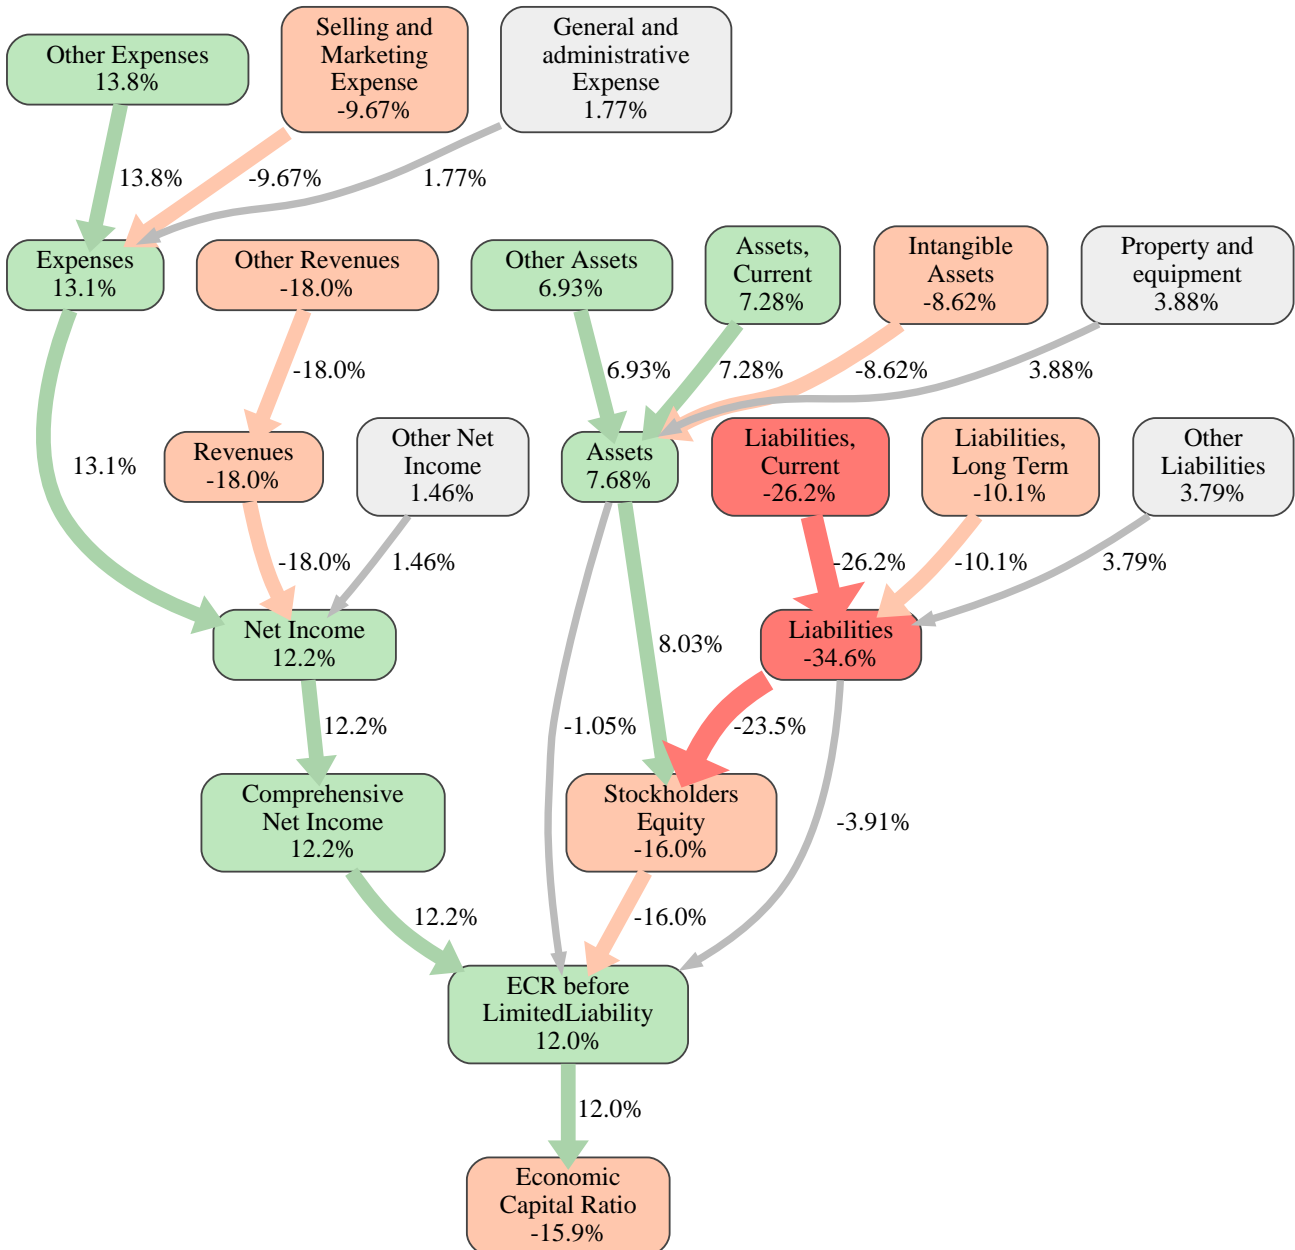 Other Expenses
13.8%
Selling and
Marketing
Expense
-9.67%
General and
administrative
Expense
1.77%
13.8%
-9.67%
1.77%
Expenses
13.1%
Other Revenues
-18.0%
Other Assets
6.93%
Assets,
Current
7.28%
Intangible
Assets
-8.62%
Property and
equipment
3.88%
-18.0%
6.93%
7.28%
-8.62%
3.88%
13.1%
Revenues
-18.0%
Other Net
Income
1.46%
Assets
7.68%
Liabilities,
Current
-26.2%
Liabilities,
Long Term
-10.1%
Other
Liabilities
3.79%
-18.0%
1.46%
-26.2%
-10.1%
3.79%
Net Income
12.2%
8.03%
Liabilities
-34.6%
12.2%
-1.05%
-23.5%
Comprehensive
Net Income
12.2%
Stockholders
Equity
-16.0%
-3.91%
12.2%
-16.0%
ECR before
LimitedLiability
12.0%
12.0%
Economic
Capital Ratio
-15.9%